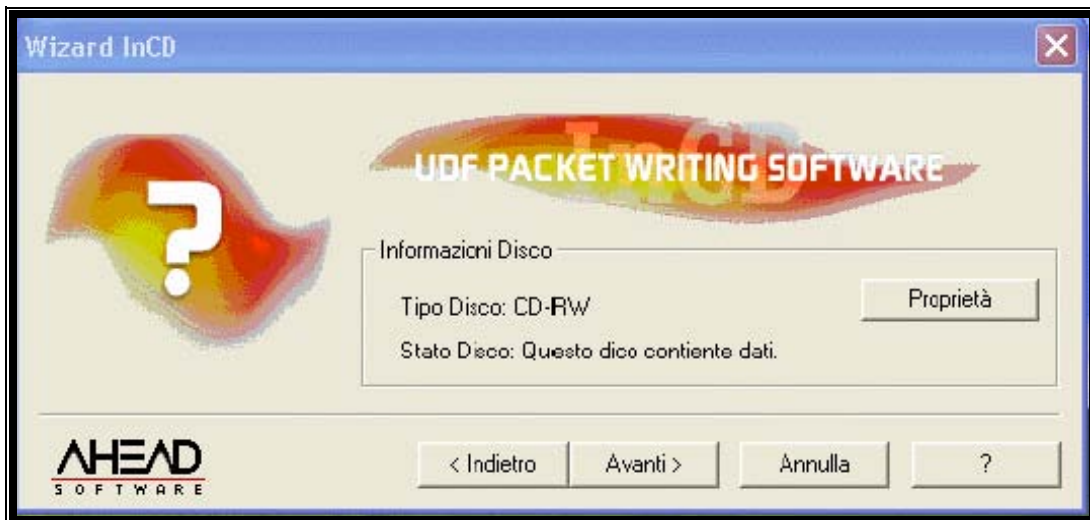 Wizard InCD
InCD
UDF PACKET WRITING SOFTWARE
?
Informazioni Disco
Tipo Disco: CD-RW
Proprietà
Stato Disco: Questo dico contiente dati.
AHEAD
SOFTWARE
< Indietro
Avanti >
Annulla
?